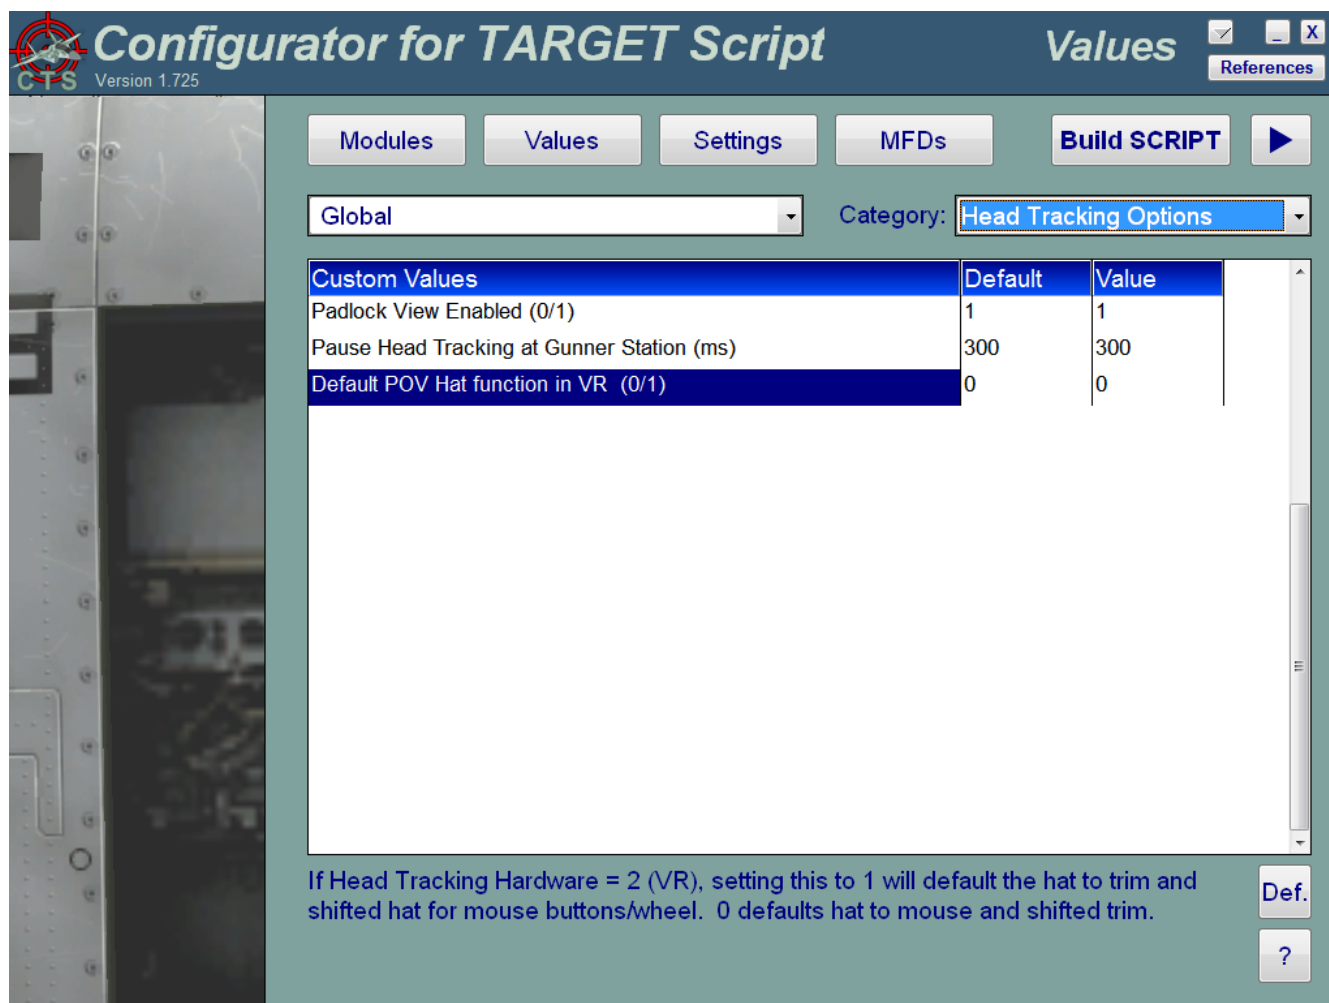 Configurator for TARGET Script
Values
X
References
CTS
Version 1.725
Modules
Values
Settings
MFDs
Build SCRIPT
Global
Category:
Head Tracking Options
Custom Values
Default
Value
Padlock View Enabled (0/1)
1
1
Pause Head Tracking at Gunner Station (ms)
300
300
Default POV Hat function in VR  (0/1)
0
0
If Head Tracking Hardware = 2 (VR), setting this to 1 will default the hat to trim and
shifted hat for mouse buttons/wheel.  0 defaults hat to mouse and shifted trim.
Def.
?